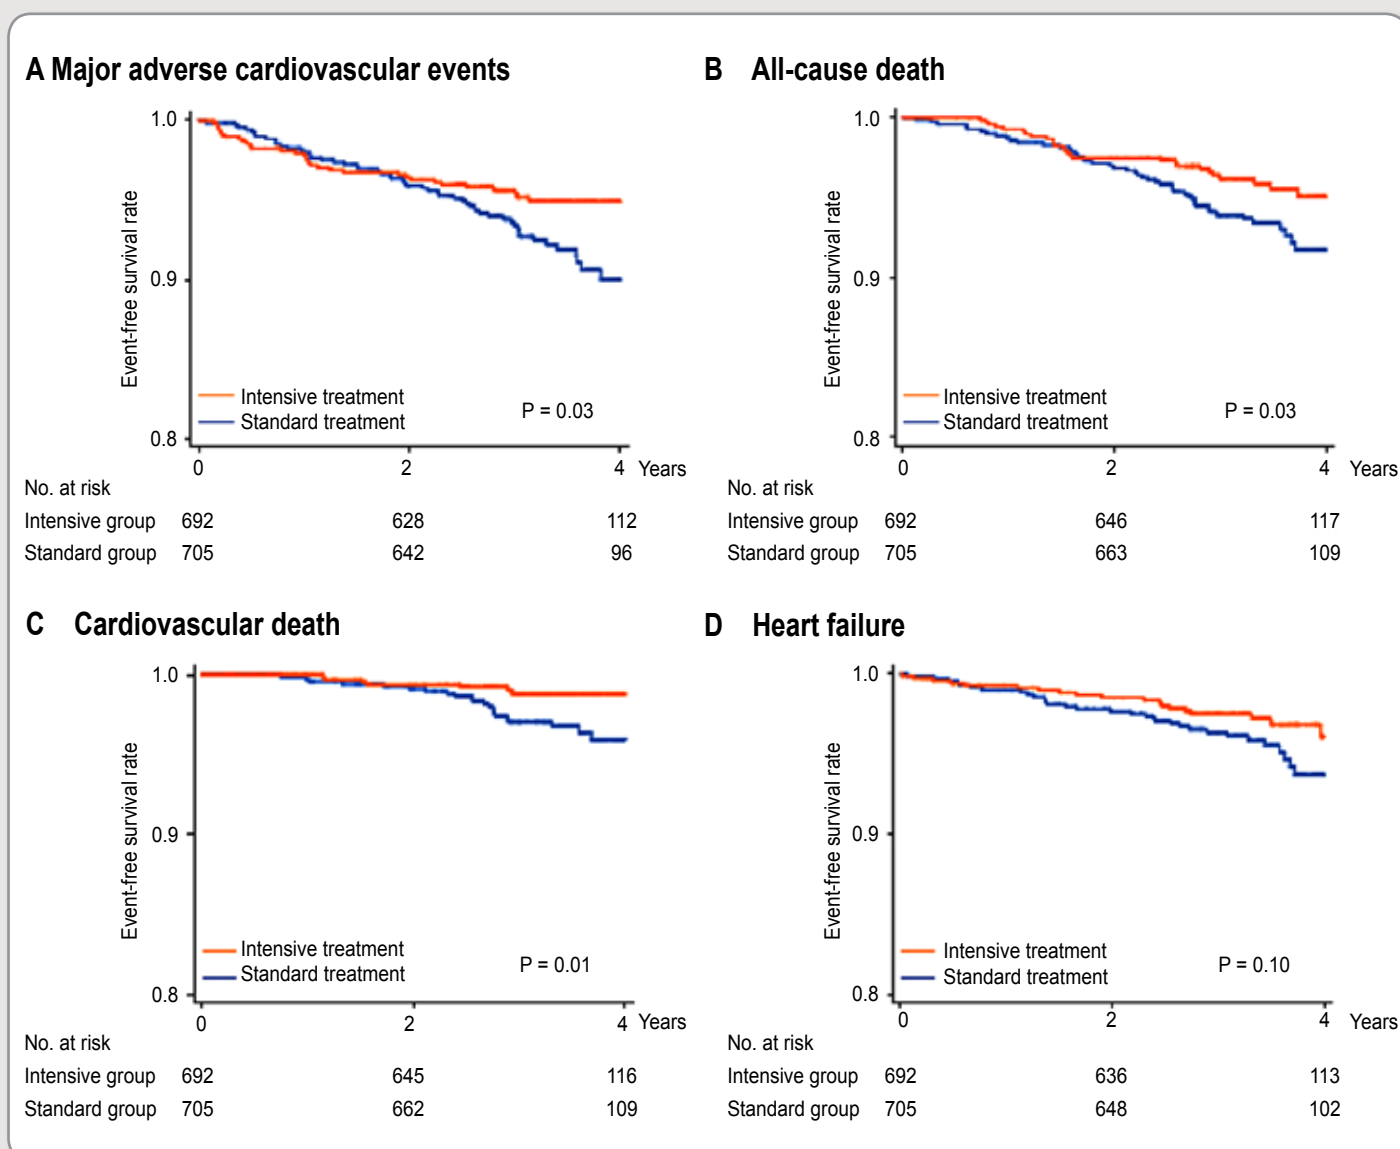 A Major adverse cardiovascular events
1.0
0.9
0.8
Event-free survival rate
Intensive treatment
Standard treatment
P = 0.03
0 2 4 Years
No. at risk
Intensive group 692 628 112
Standard group 705 642 96
B All-cause death
1.0
0.9
0.8
Event-free survival rate
Intensive treatment
Standard treatment
P = 0.03
0 2 4 Years
No. at risk
Intensive group 692 646 117
Standard group 705 663 109
C Cardiovascular death
1.0
0.9
0.8
Event-free survival rate
Intensive treatment
Standard treatment
P = 0.01
0 2 4 Years
No. at risk
Intensive group 692 645 116
Standard group 705 662 109
D Heart failure
1.0
0.9
0.8
Event-free survival rate
Intensive treatment
Standard treatment
P = 0.10
0 2 4 Years
No. at risk
Intensive group 692 636 113
Standard group 705 648 102